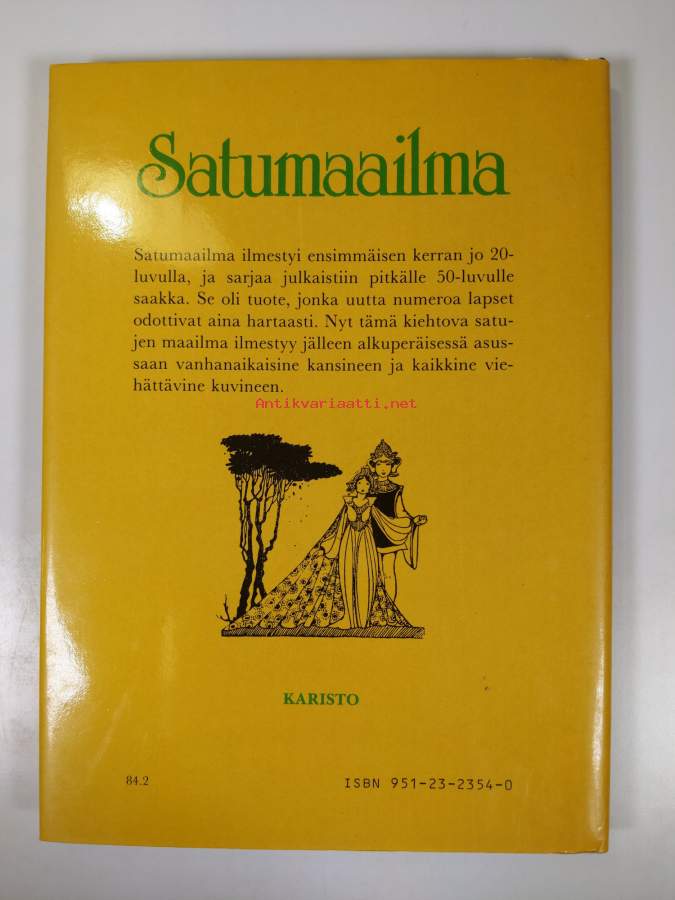 Satumaailma
Satumaailma ilmestyi ensimmäisen kerran jo 20-
luvulla, ja sarjaa julkaistiin pitkälle 50-luvulle
saakka. Se oli tuote, jonka uutta numeroa lapset
odottivat aina hartaasti. Nyt tämä kiehtova satu-
jen maailma ilmestyy jälleen alkuperäisessä asus-
saan vanhanaikaisine kansineen ja kaikkine vie-
hättävine kuvineen.
Antikvariaatti.net
KARISTO
84.2
ISBN 951-23-2354-0